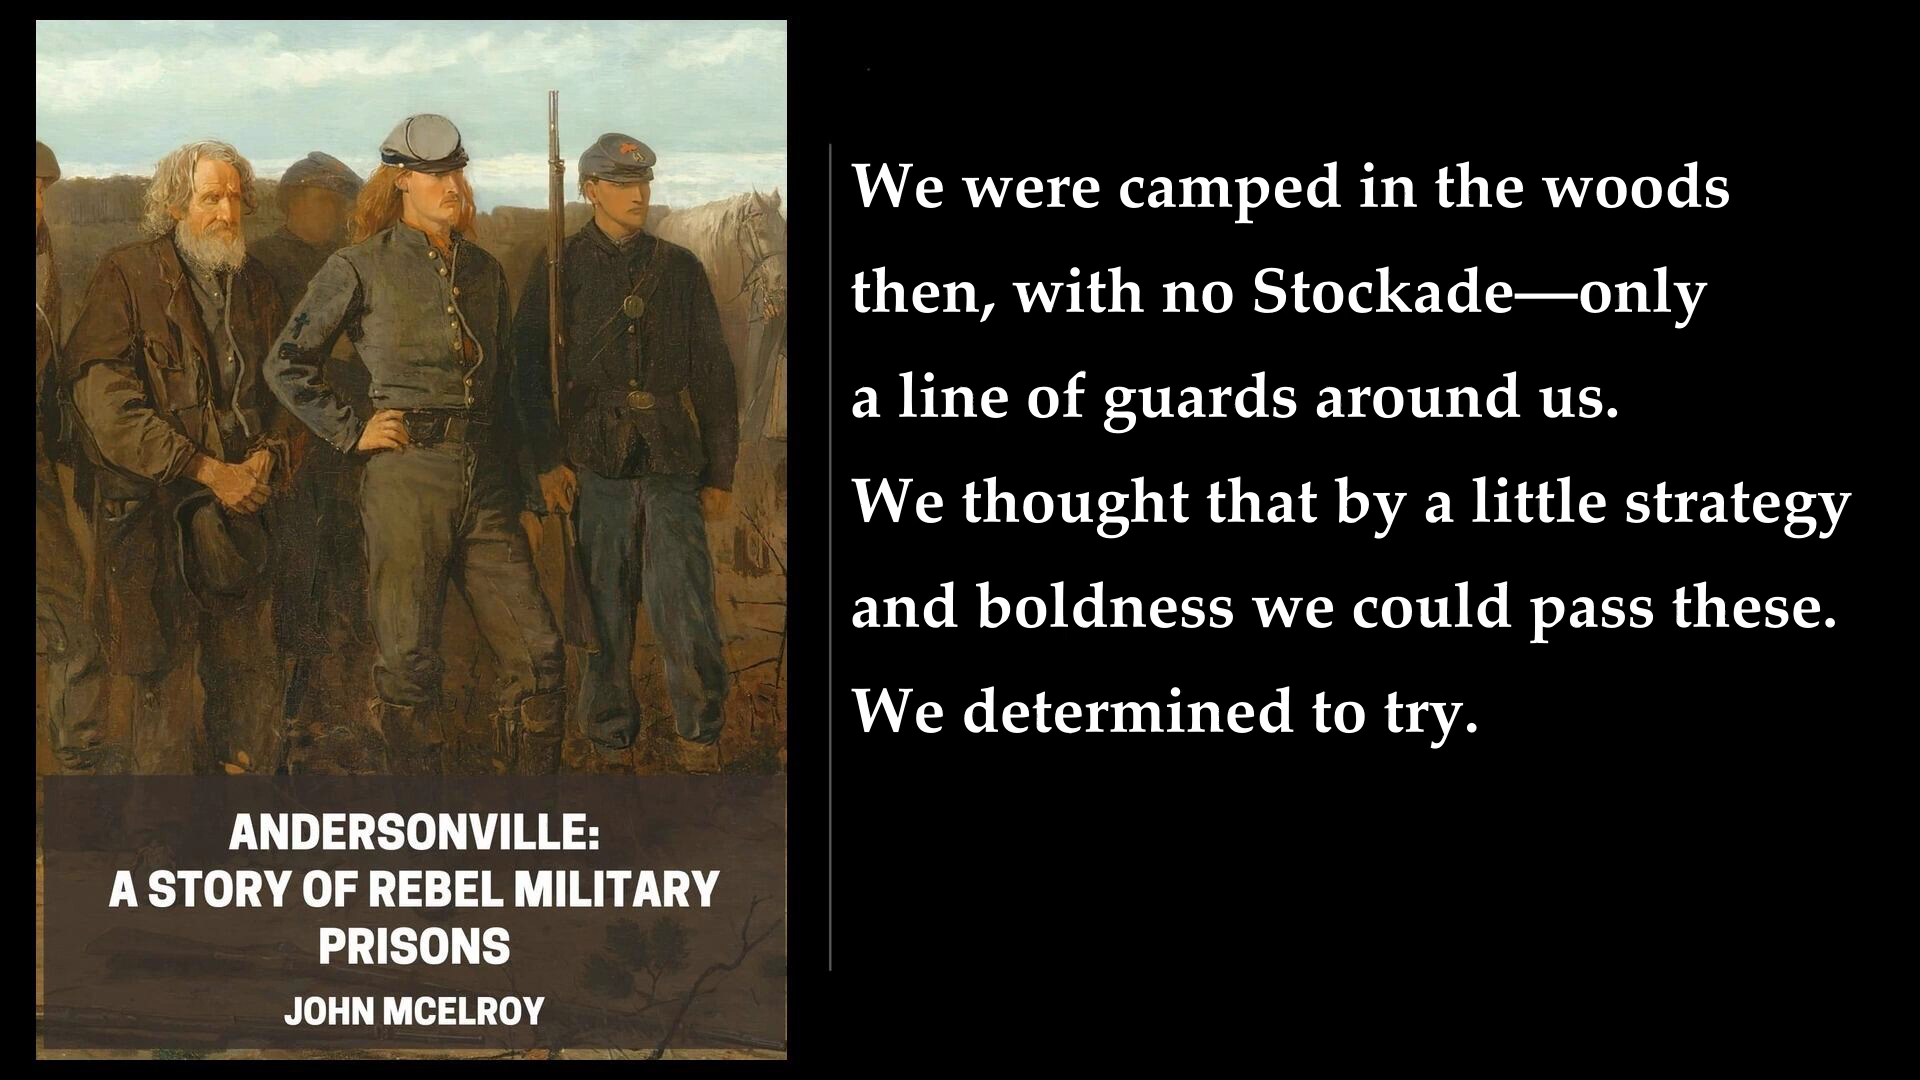 We were camped in the woods
then, with no Stockade—only
a line of guards around us.
We thought that by a little strategy
and boldness we could pass these.
We determined to try.
ANDERSONVILLE:
A STORY OF REBEL MILITARY
PRISONS
JOHN MCELROY